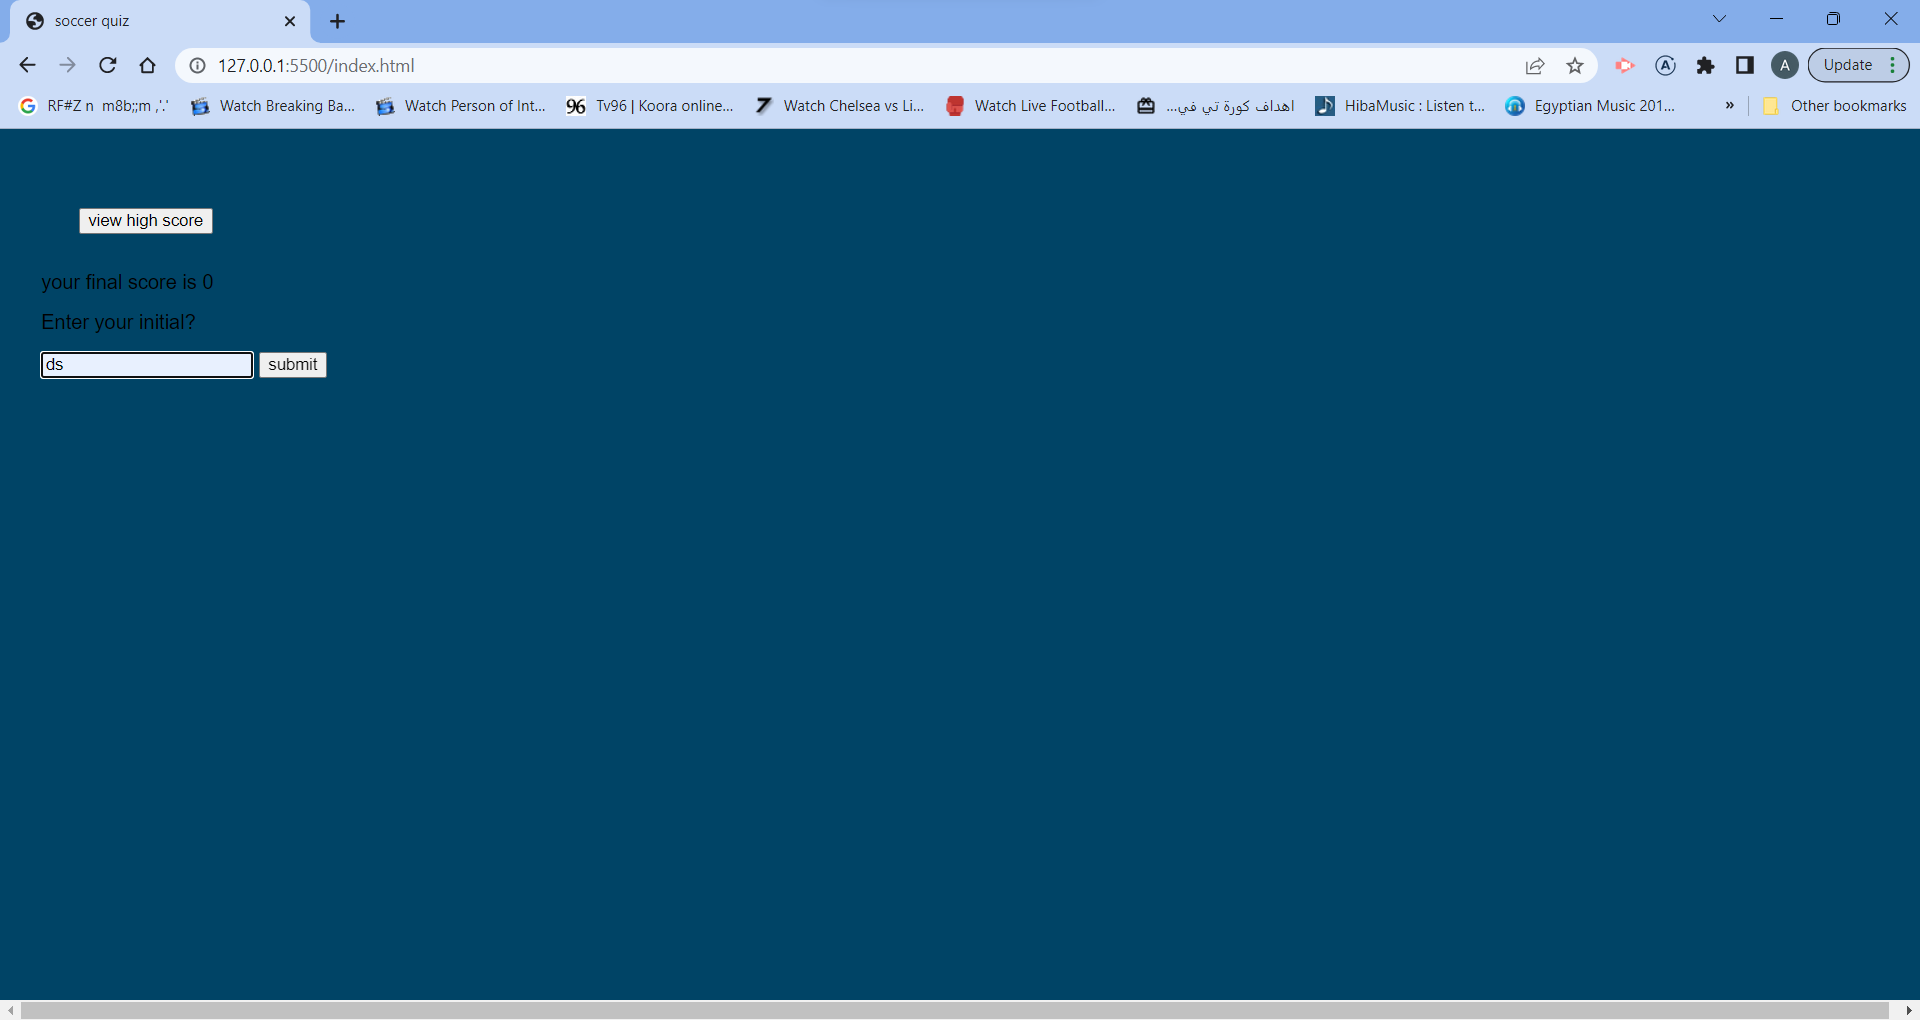 soccer quiz
127.0.0.1:5500/index.html
A
A
Update
RF#Z n m8b;;m ,'.'
Watch Breaking Ba...
Watch Person of Int...
96
Tv96 | Koora online...
7
Watch Chelsea vs Li...
Watch Live Football...
اهداف كورة تي في...
HibaMusic : Listen t...
Egyptian Music 201...
»
Other bookmarks
view high score
your final score is 0
Enter your initial?
ds
submit